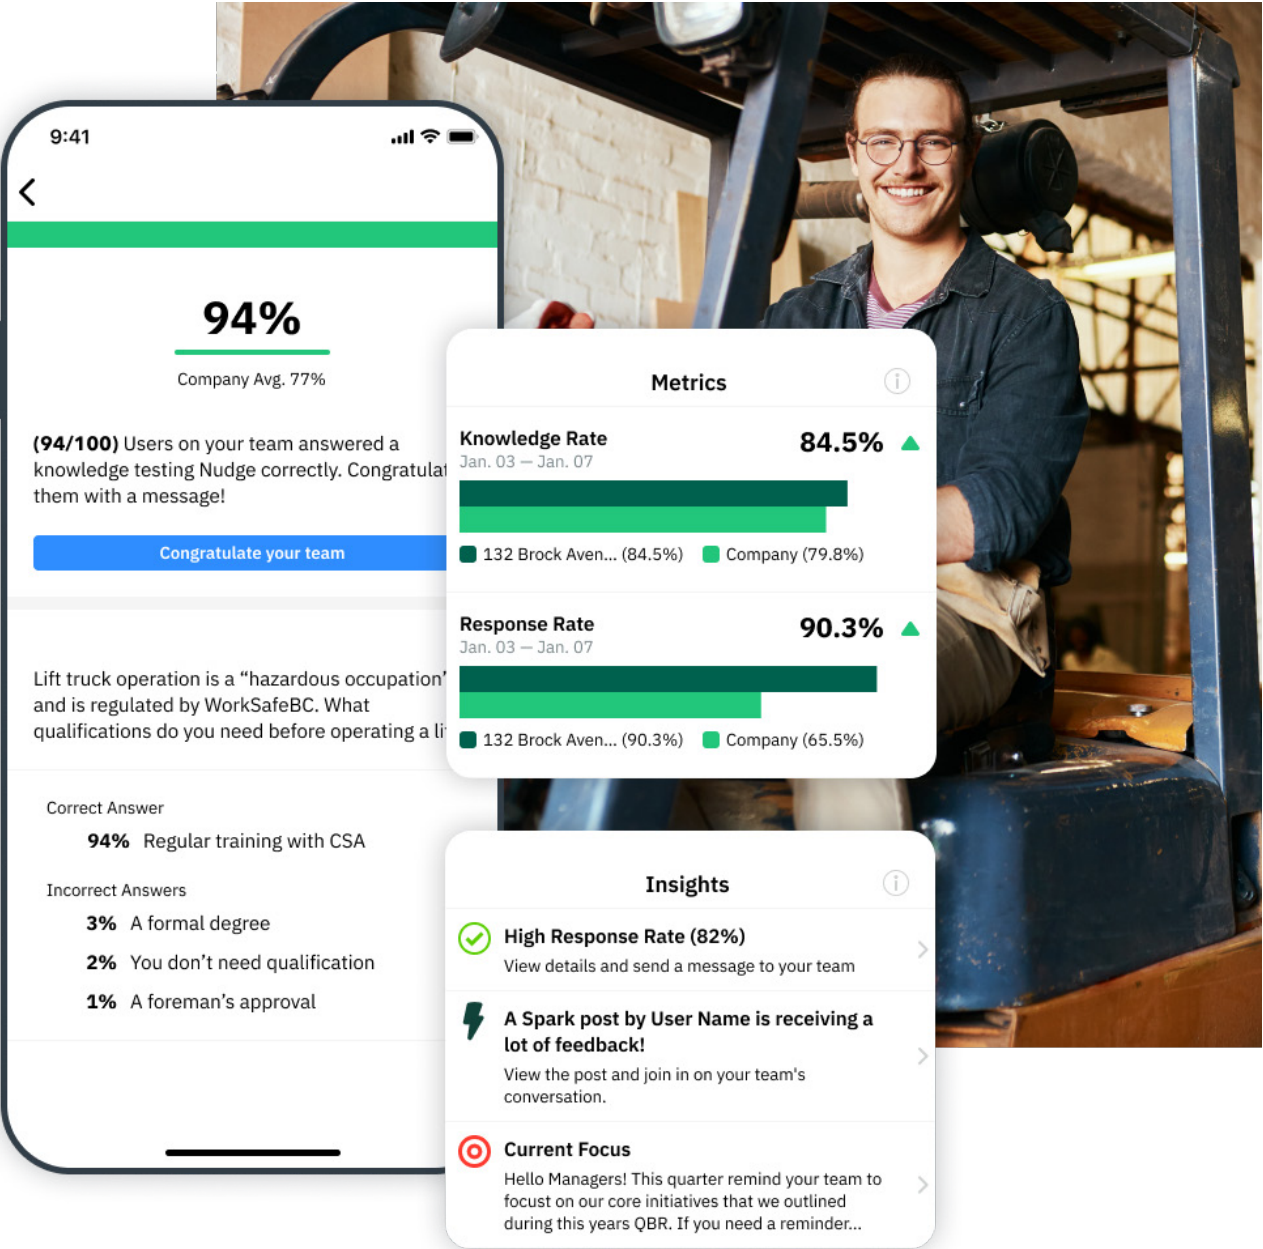 9:41
94%
Company Avg. 77%
(94/100) Users on your team answered a
knowledge testing Nudge correctly.
them with a message!
Congratulate your team
Lift truck operation is a “hazardous occupation”
and is regulated by WorkSafeBC. What
qualifications do you need before operating a
Correct Answer
94% Regular training with CSA
Incorrect Answers
3% A formal degree
2% You don’t need qualification
1% A foreman’s approval
Metrics
Knowledge Rate
84.5%
Jan. 03 — Jan. 07
132 Brock Aven... (84.5%) Company (79.8%)
Response Rate
90.3%
Jan. 03 — Jan. 07
132 Brock Aven... (90.3%) Company (65.5%)
Insights
High Response Rate (82%)
View details and send a message to your team
A Spark post by User Name is receiving a
lot of feedback!
View the post and join in on your team's
conversation.
Current Focus
Hello Managers! This quarter remind your team to
focust on our core initiatives that we outlined
during this years QBR. If you need a reminder...